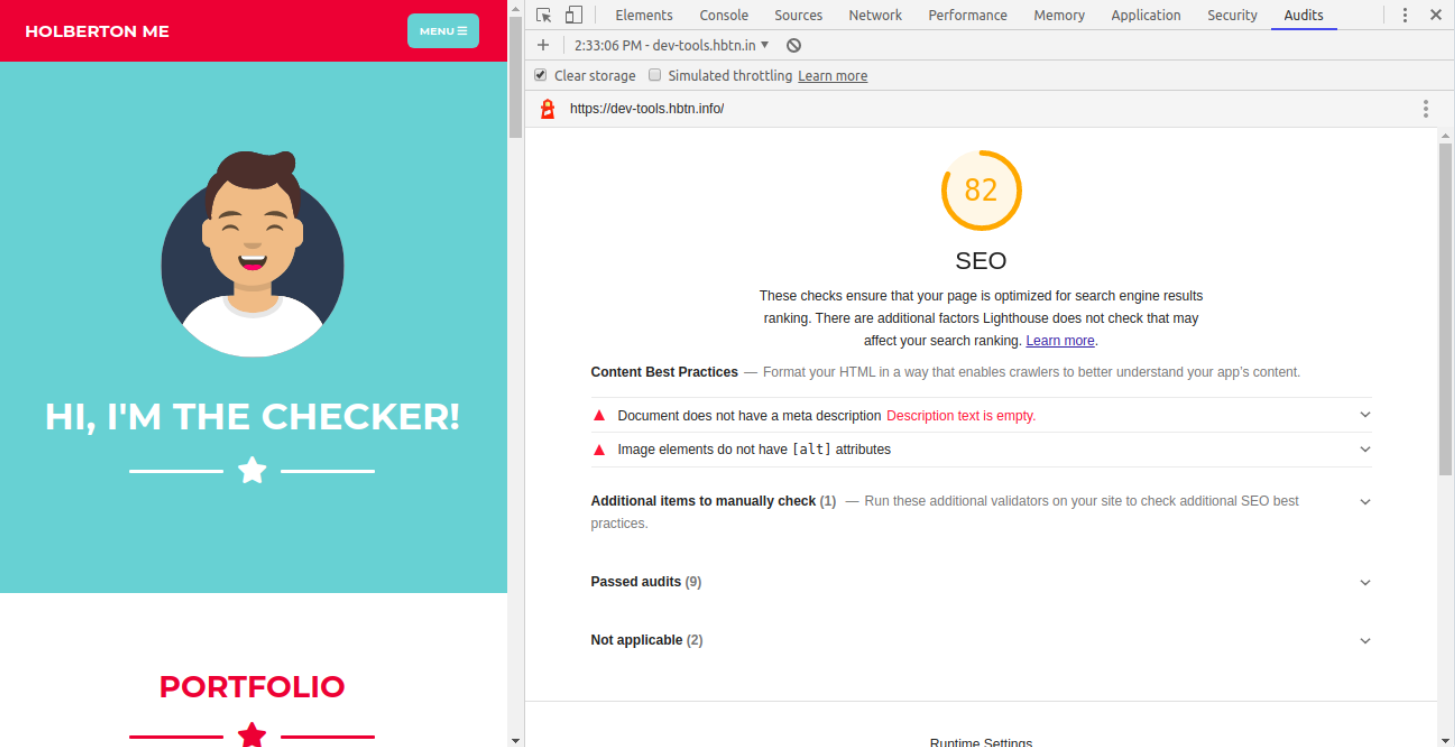 HOLBERTON ME
MENU
HI, I'M THE CHECKER!
PORTFOLIO
Elements Console Sources Network Performance Memory Application Security Audits
2:33:06 PM - dev-tools.hbtn.in
Clear storage Simulated throttling Learn more
https://dev-tools.hbtn.info/
82
SEO
These checks ensure that your page is optimized for search engine results
ranking. There are additional factors Lighthouse does not check that may
affect your search ranking. Learn more.
Content Best Practices — Format your HTML in a way that enables crawlers to better understand your app's content.
Document does not have a meta description Description text is empty.
Image elements do not have [alt] attributes
Additional items to manually check (1) — Run these additional validators on your site to check additional SEO best
practices.
Passed audits (9)
Not applicable (2)
Runtime Settings